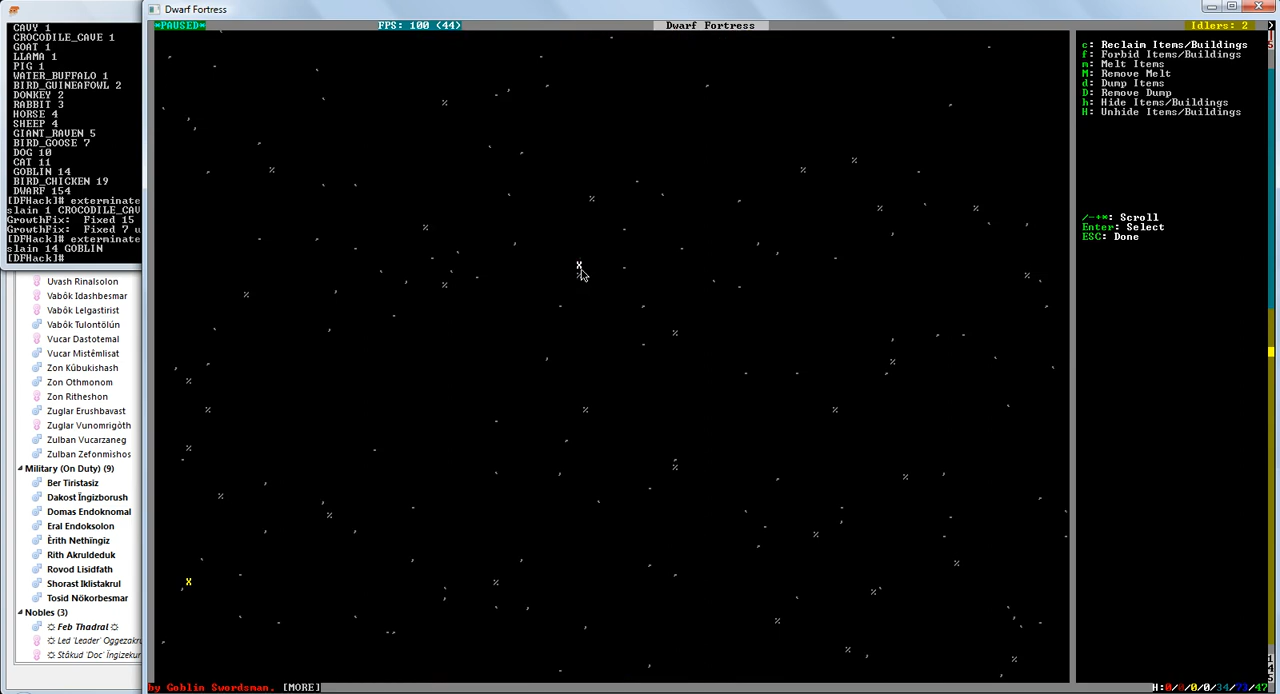 Dwarf Fortress
*PAUSED*
FPS: 100 (44)
Dwarf Fortress
Idlers: 2
CAVY 1
CROCODILE_CAVE 1
GOAT 1
LLAMA 1
PIG 1
WATER_BUFFALO 1
BIRD_GUINEAFOWL 2
DONKEY 2
RABBIT 3
HORSE 4
SHEEP 4
GIANT_RAVEN 5
BIRD_GOOSE 7
DOG 10
CAT 11
GOBLIN 14
BIRD_CHICKEN 19
DWARF 154
[DFHack]# exterminate
slain 1 CROCODILE_CAV
GrowthFix: Fixed 15
GrowthFix: Fixed 7 u
[DFHack]# exterminate
slain 14 GOBLIN
[DFHack]#
Uvash Rinalsolon
Vabôk Idashbesmar
Vabôk Lelgastirist
Vabôk Tulontölún
Vucar Dastotemal
Vucar Mistêmlisat
Zon Kûbukishash
Zon Othmonom
Zon Ritheshon
Zuglar Erushbavast
Zuglar Vunomrigòth
Zulban Vucarzaneg
Zulban Zefonmishos
Military (On Duty) (9)
Ber Tiristasiz
Dakost Ïngizborush
Domas Endoknomal
Eral Endoksolon
Èrith Nethïngiz
Rith Akruldeduk
Rovod Lisidfath
Shorast Iklistakrul
Tosid Nökorbesmar
Nobles (3)
Feb Thadral
Led 'Leader' Oggezakri
Stâkud 'Doc' Ïngizekur
c: Reclaim Items/Buildings
f: Forbid Items/Buildings
m: Melt Items
M: Remove Melt
d: Dump Items
D: Remove Dump
h: Hide Items/Buildings
H: Unhide Items/Buildings
/-+*: Scroll
Enter: Select
ESC: Done
X
X
by Goblin Swordsman. [MORE]